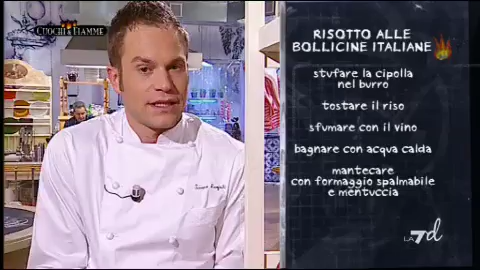 CUOCHI E FIAMME
RISOTTO ALLE
BOLLICINE ITALIANE
stufare la cipolla
nel burro
tostare il riso
sfumare con il vino
bagnare con acqua calda
mantecare
con formaggio spalmabile
e mentuccia
LA7d